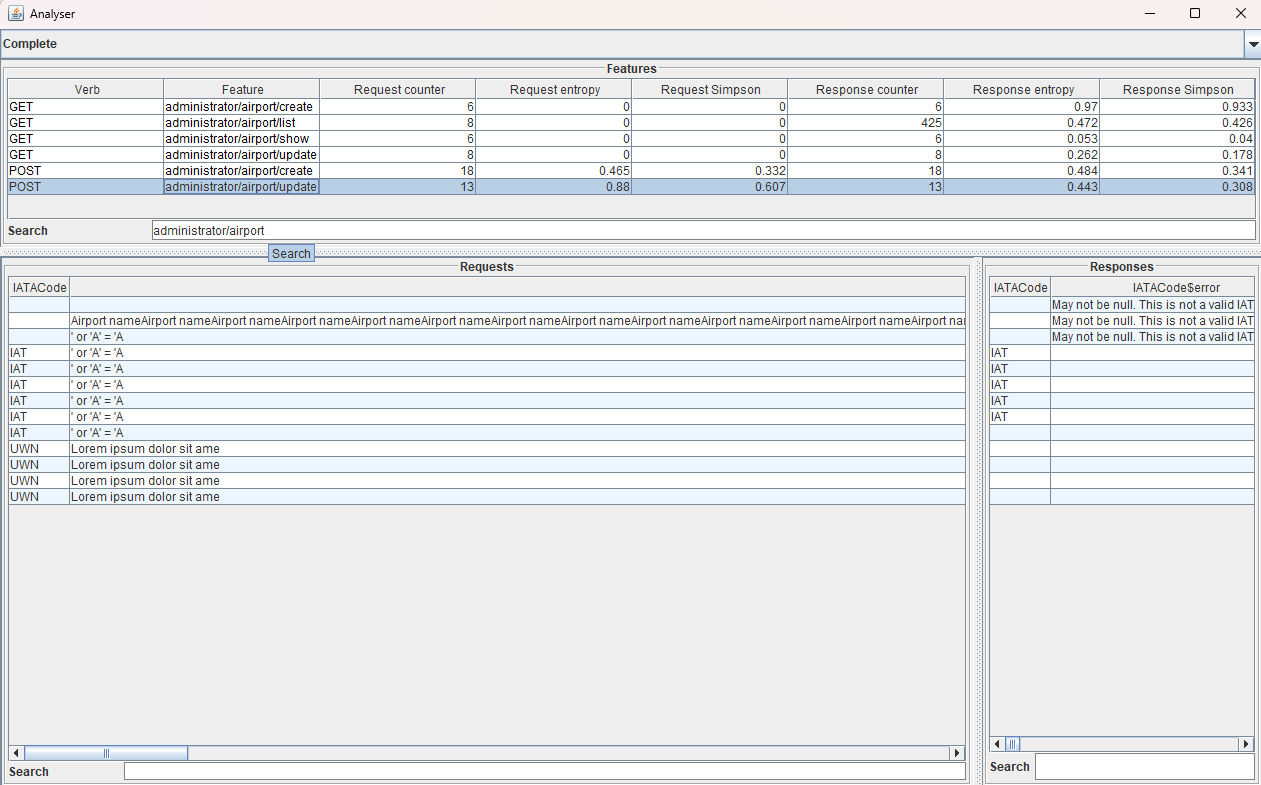 Analyser
Complete
Features
Verb Feature Request counter Request entropy Request Simpson Response counter Response entropy Response Simpson
GET administrator/airport/create 6 0 0 6 0.97 0.933
GET administrator/airport/list 8 0 0 425 0.472 0.426
GET administrator/airport/show 6 0 0 6 0.053 0.04
GET administrator/airport/update 8 0 0 8 0.262 0.178
POST administrator/airport/create 18 0.465 0.332 18 0.484 0.341
POST administrator/airport/update 13 0.88 0.607 13 0.443 0.308
Search administrator/airport
Search
Requests
IATACode
Airport nameAirport nameAirport nameAirport nameAirport nameAirport nameAirport nameAirport nameAirport nameAirport nameAirport nameAirport nameAirport na
' or 'A' = 'A
IAT ' or 'A' = 'A
IAT ' or 'A' = 'A
IAT ' or 'A' = 'A
IAT ' or 'A' = 'A
IAT ' or 'A' = 'A
IAT ' or 'A' = 'A
UWN Lorem ipsum dolor sit ame
UWN Lorem ipsum dolor sit ame
UWN Lorem ipsum dolor sit ame
UWN Lorem ipsum dolor sit ame
Search
Responses
IATACode IATACode$error
May not be null. This is not a valid IAT
May not be null. This is not a valid IAT
May not be null. This is not a valid IAT
IAT
IAT
IAT
IAT
IAT
Search